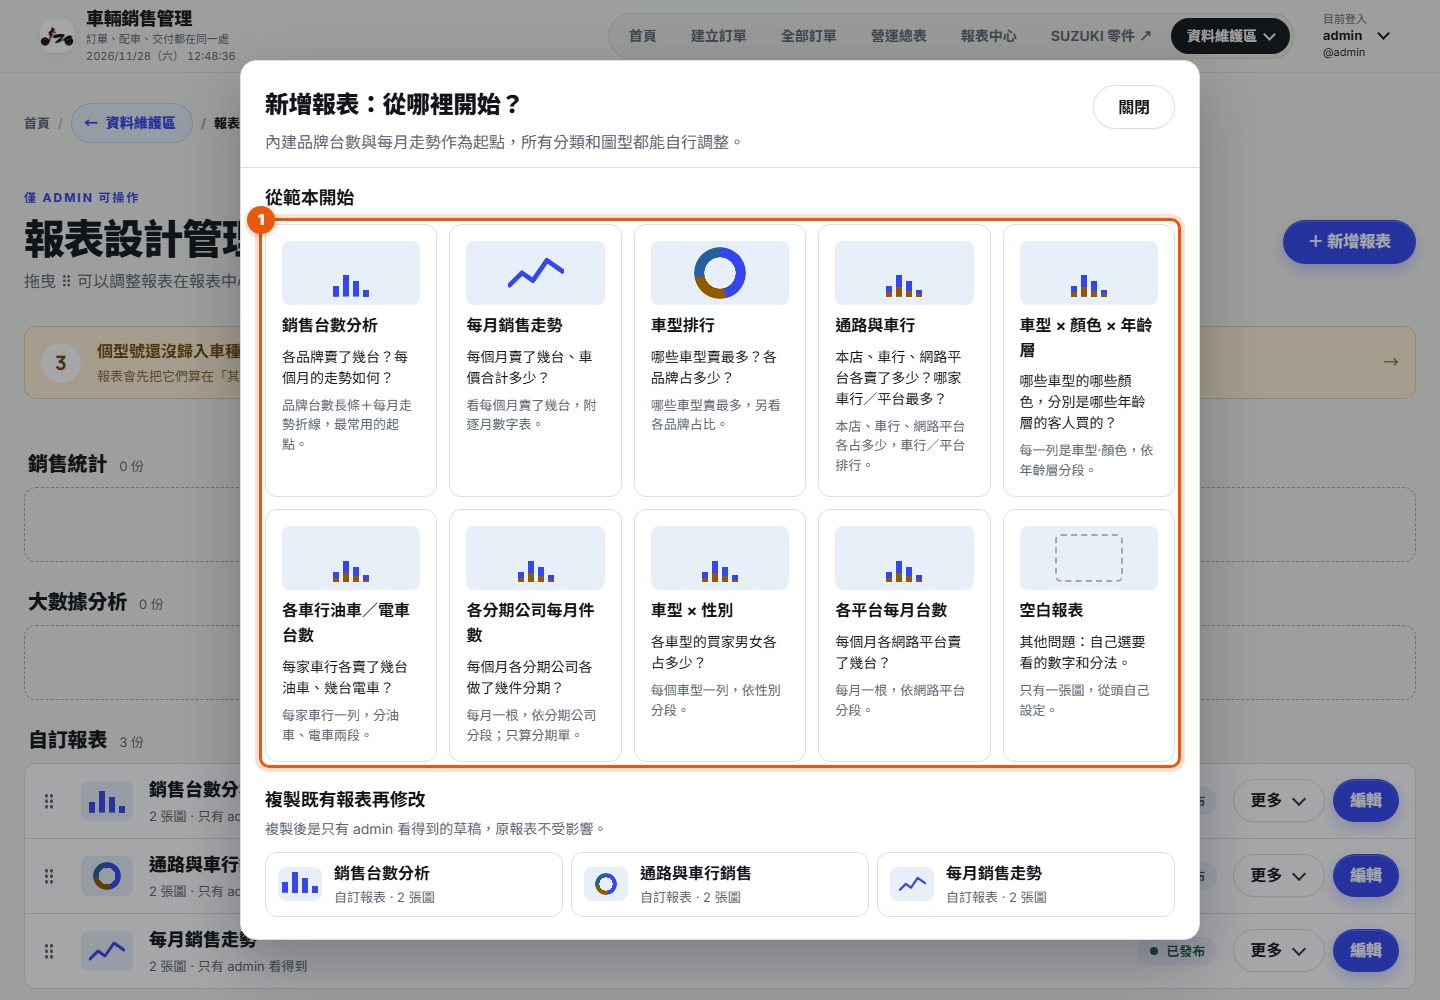 車輛銷售管理
訂單、配車、交付都在同一處
2026/11/28（六） 12:48:36
首頁
建立訂單
全部訂單
營運總表
報表中心
SUZUKI 零件 ↗
資料維護區
目前登入
admin
@admin
首頁 / ← 資料維護區 / 報表
僅 ADMIN 可操作
報表設計管理
拖曳 ⠿ 可以調整報表在報表中心
＋ 新增報表
3
個型號還沒歸入車種
報表會先把它們算在「其
→
銷售統計 0 份
大數據分析 0 份
自訂報表 3 份
銷售台數分
2 張圖 · 只有 ad
更多
編輯
通路與車行
2 張圖 · 只有 ad
更多
編輯
每月銷售走勢
2 張圖 · 只有 admin 看得到
已發布
更多
編輯
新增報表：從哪裡開始？
關閉
內建品牌台數與每月走勢作為起點，所有分類和圖型都能自行調整。
從範本開始
1
銷售台數分析
各品牌賣了幾台？每
個月的走勢如何？
品牌台數長條＋每月走
勢折線，最常用的起
點。
每月銷售走勢
每個月賣了幾台、車
價合計多少？
看每個月賣了幾台，附
逐月數字表。
車型排行
哪些車型賣最多？各
品牌占多少？
哪些車型賣最多，另看
各品牌占比。
通路與車行
本店、車行、網路平
台各賣了多少？哪家
車行／平台最多？
本店、車行、網路平台
各占多少，車行／平台
排行。
車型 × 顏色 × 年齡
層
哪些車型的哪些顏
色，分別是哪些年齡
層的客人買的？
每一列是車型·顏色，依
年齡層分段。
各車行油車／電車
台數
每家車行各賣了幾台
油車、幾台電車？
每家車行一列，分油
車、電車兩段。
各分期公司每月件
數
每個月各分期公司各
做了幾件分期？
每月一根，依分期公司
分段；只算分期單。
車型 × 性別
各車型的買家男女各
占多少？
每個車型一列，依性別
分段。
各平台每月台數
每個月各網路平台賣
了幾台？
每月一根，依網路平台
分段。
空白報表
其他問題：自己選要
看的數字和分法。
只有一張圖，從頭自己
設定。
複製既有報表再修改
複製後是只有 admin 看得到的草稿，原報表不受影響。
銷售台數分析
自訂報表 · 2 張圖
通路與車行銷售
自訂報表 · 2 張圖
每月銷售走勢
自訂報表 · 2 張圖